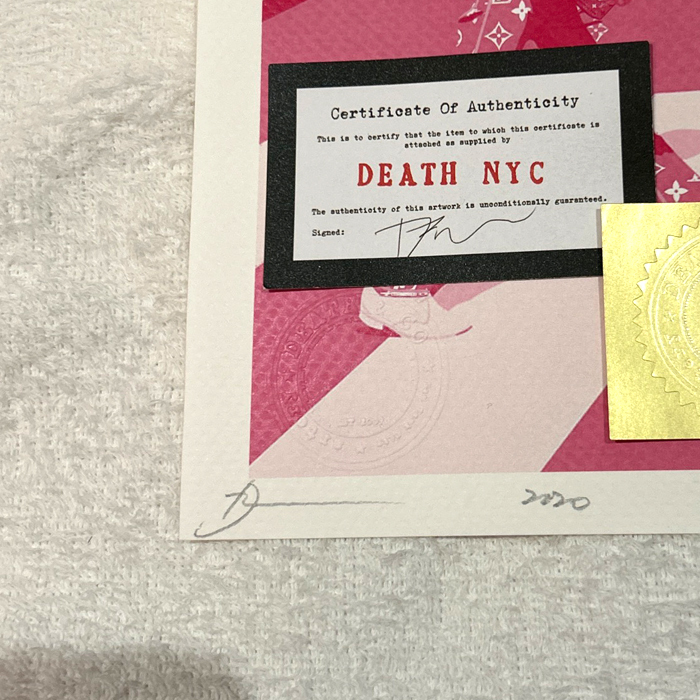 Certificate Of Authenticity
This is to certify that the item to which this certificate is
attached as supplied by
DEATH NYC
The authenticity of this artwork is unconditionally guaranteed.
Signed:
2020